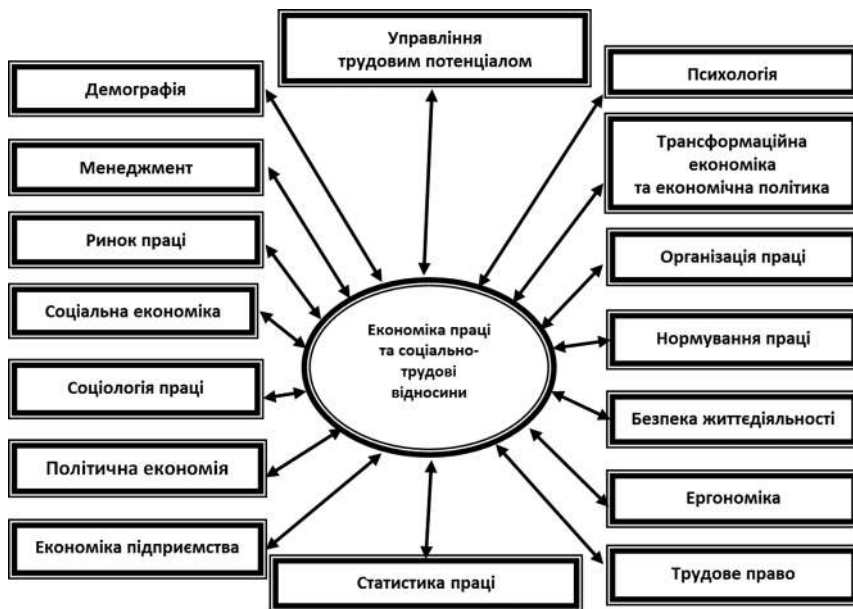 Управління
трудовим потенціалом
Демографія
Менеджмент
Ринок праці
Соціальна економіка
Соціологія праці
Політична економія
Економіка підприємства
Економіка праці
та соціально-
трудові
відносини
Статистика праці
Психологія
Трансформаційна
економіка
та економічна політика
Організація праці
Нормування праці
Безпека життєдіяльності
Ергономіка
Трудове право